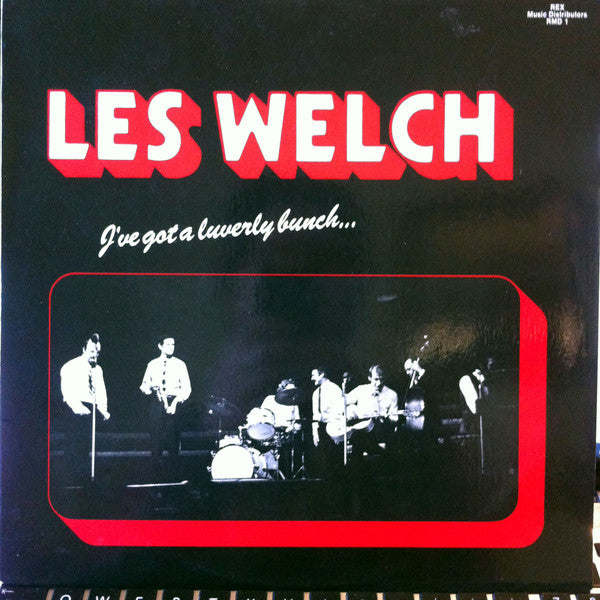 REX
Music Distributors
RMD 1
LES WELCH
I've got a luverly bunch...